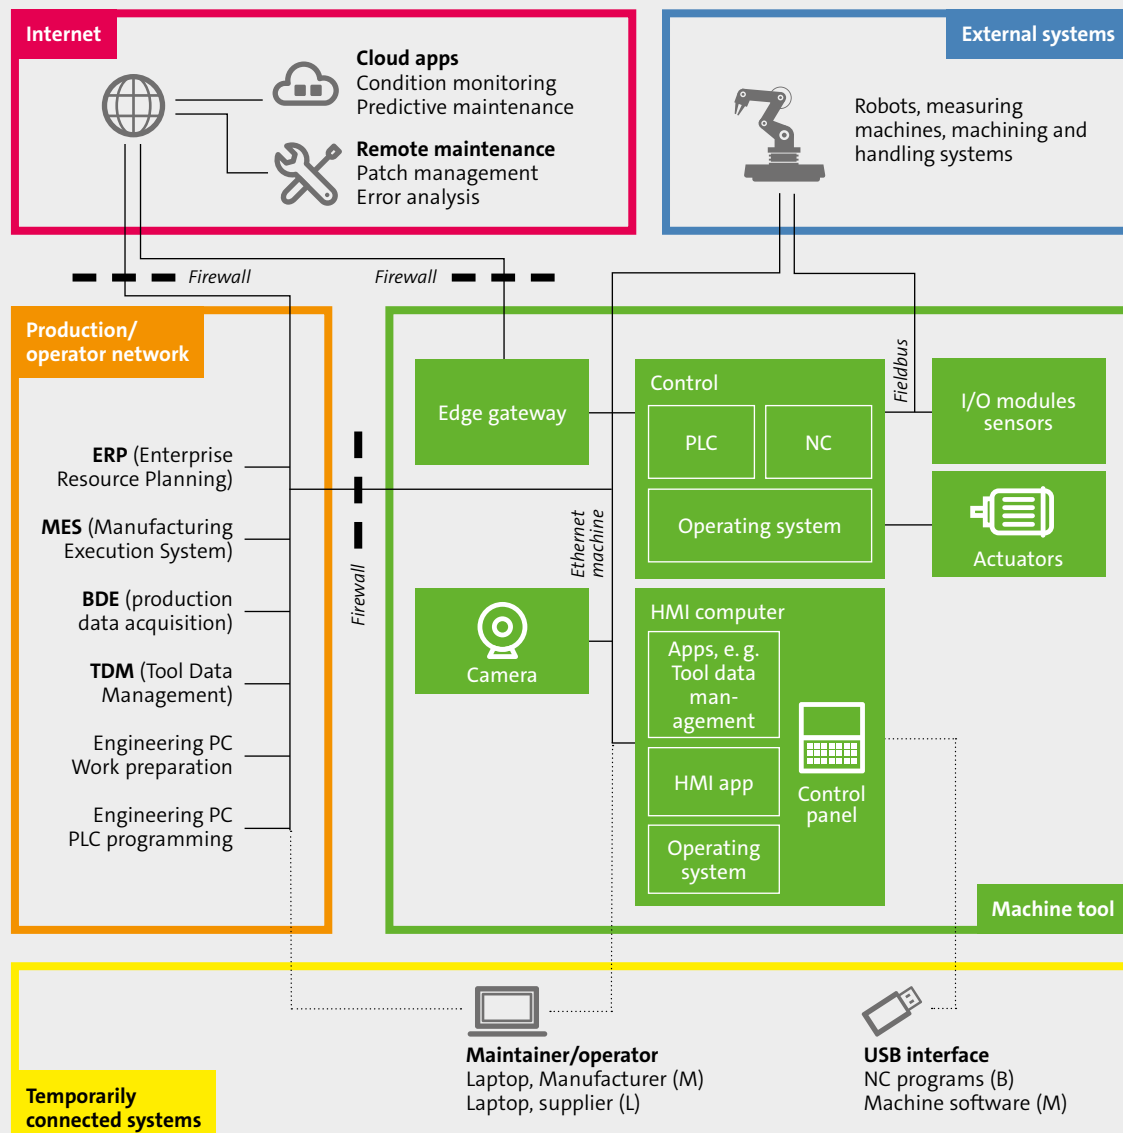 Internet
Cloud apps
Condition monitoring
Predictive maintenance
Remote maintenance
Patch management
Error analysis
External systems
Robots, measuring
machines, machining and
handling systems
Firewall
Firewall
Production/
operator network
ERP (Enterprise
Resource Planning)
MES (Manufacturing
Execution System)
BDE (production
data acquisition)
TDM (Tool Data
Management)
Engineering PC
Work preparation
Engineering PC
PLC programming
Firewall
Edge gateway
Control
PLC
NC
Operating system
Fieldbus
I/O modules
sensors
Actuators
Ethernet
machine
Camera
HMI computer
Apps, e. g.
Tool data
man-
agement
HMI app
Operating
system
Control
panel
Machine tool
Maintainer/operator
Laptop, Manufacturer (M)
Laptop, supplier (L)
USB interface
NC programs (B)
Machine software (M)
Temporarily
connected systems